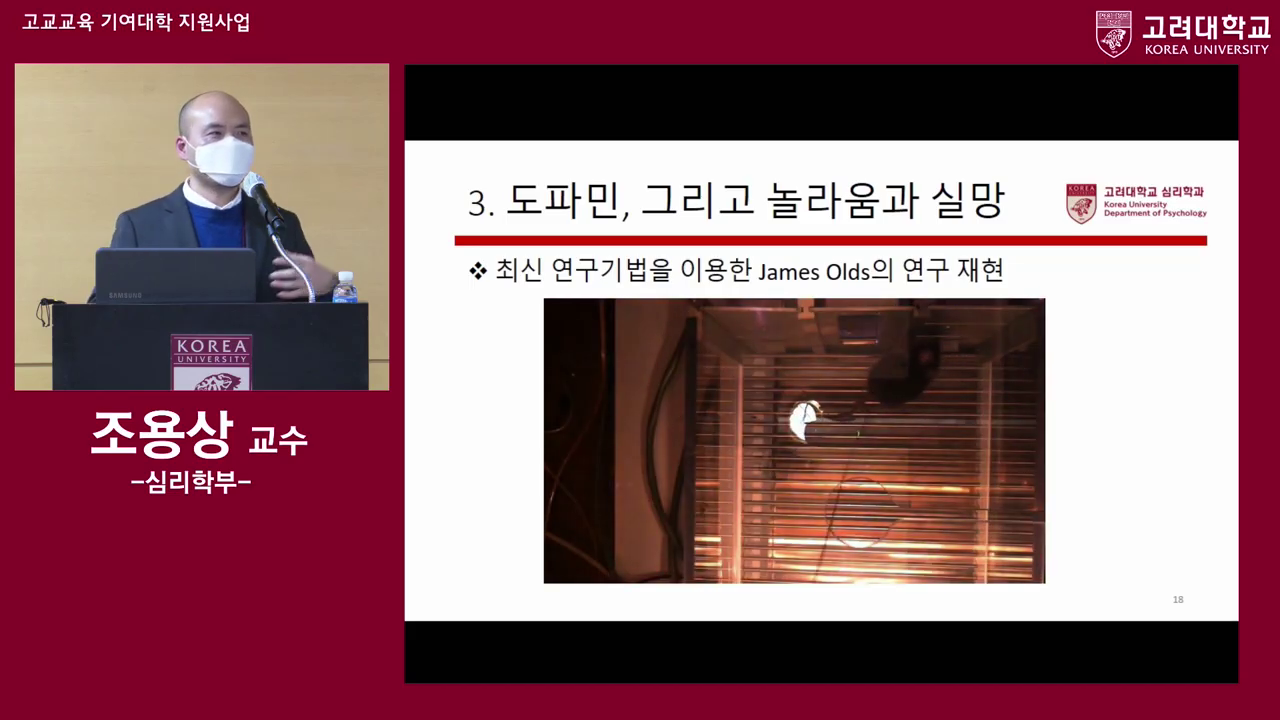 고교교육 기여대학 지원사업
고려대학교
KOREA UNIVERSITY
3. 도파민, 그리고 놀라움과 실망
KOREA
고려대학교 심리학과
Korea University
Department of Psychology
❖ 최신 연구기법을 이용한 James Olds의 연구 재현
SAMSUNG
KOREA
UNIVERSITY
조용상 교수
-심리학부-
18